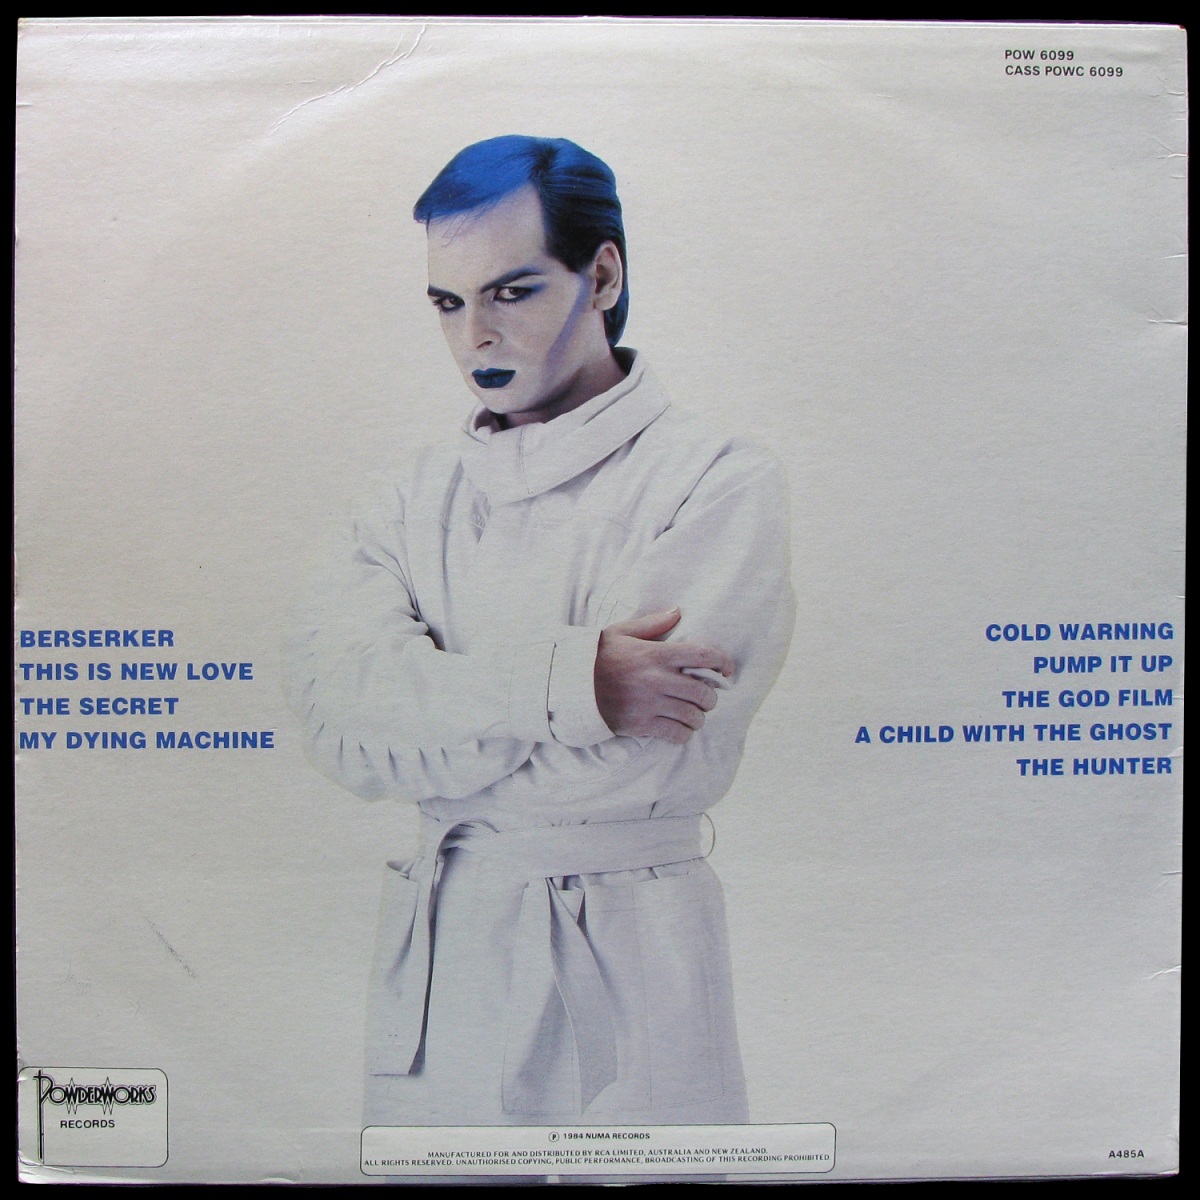 POW 6099
CASS POWC 6099
BERSERKER
THIS IS NEW LOVE
THE SECRET
MY DYING MACHINE
COLD WARNING
PUMP IT UP
THE GOD FILM
A CHILD WITH THE GHOST
THE HUNTER
POWDERWORKS
RECORDS
Ⓟ 1984 NUMA RECORDS
MANUFACTURED FOR AND DISTRIBUTED BY RCA LIMITED, AUSTRALIA AND NEW ZEALAND.
ALL RIGHTS RESERVED. UNAUTHORISED COPYING, PUBLIC PERFORMANCE, BROADCASTING OF THIS RECORDING PROHIBITED
A485A